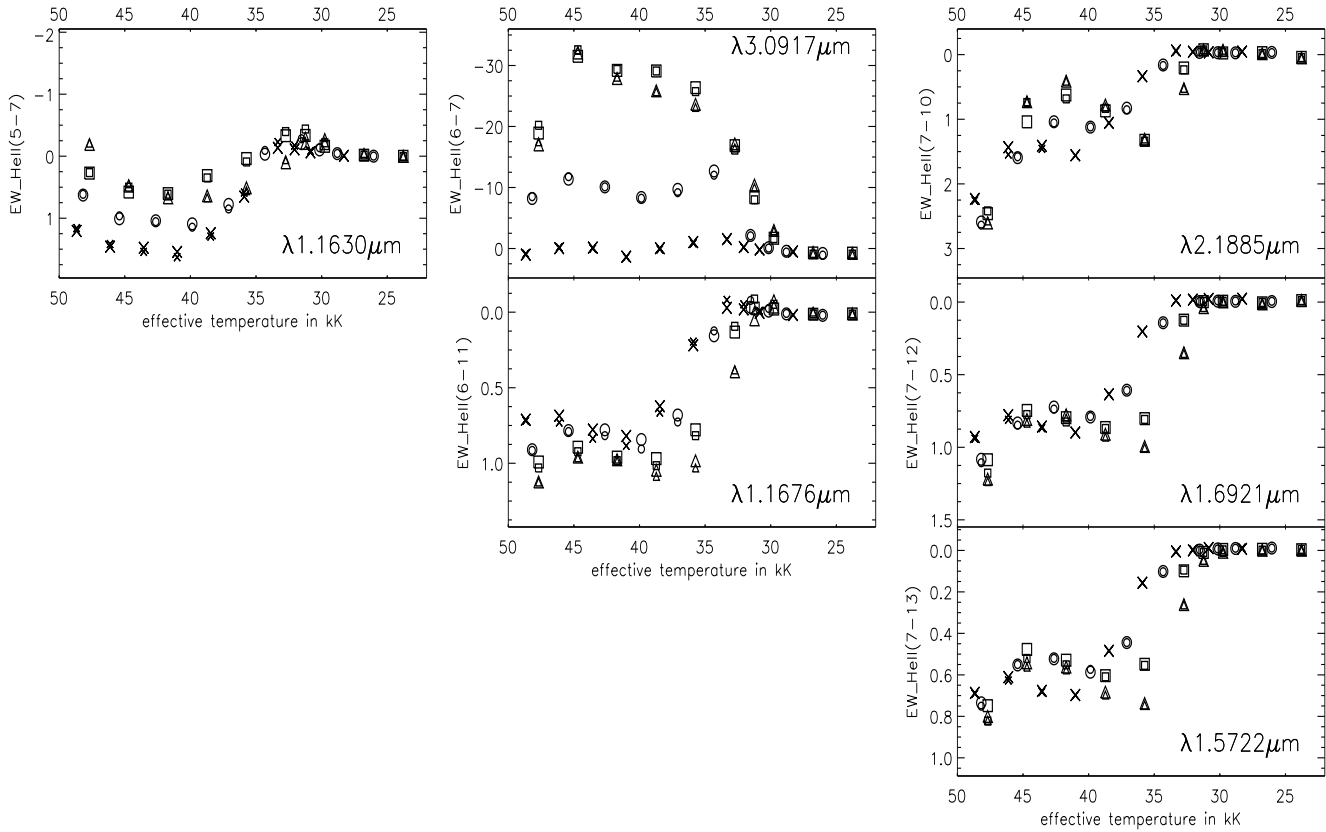 50 45 40 35 30 25
-2
-1
0
1
EW_HeII(5-7)
λ1.1630μm
50 45 40 35 30 25
effective temperature in kK
50 45 40 35 30 25
-30
-20
-10
0
EW_HeII(6-7)
λ3.0917μm
0.0
0.5
1.0
EW_HeII(6-11)
λ1.1676μm
50 45 40 35 30 25
effective temperature in kK
50 45 40 35 30 25
0
1
2
3
EW_HeII(7-10)
λ2.1885μm
0.0
0.5
1.0
1.5
EW_HeII(7-12)
λ1.6921μm
0.0
0.2
0.4
0.6
0.8
1.0
EW_HeII(7-13)
λ1.5722μm
50 45 40 35 30 25
effective temperature in kK